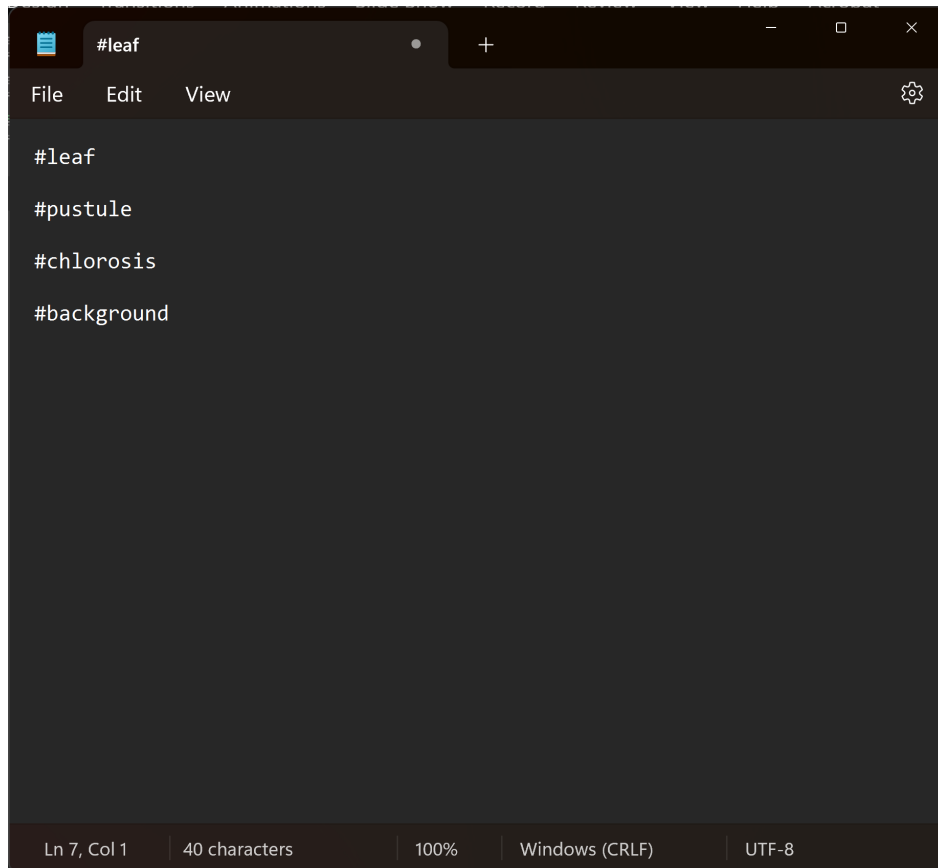 #leaf
File Edit View
#leaf
#pustule
#chlorosis
#background
Ln 7, Col 1 40 characters 100% Windows (CRLF) UTF-8